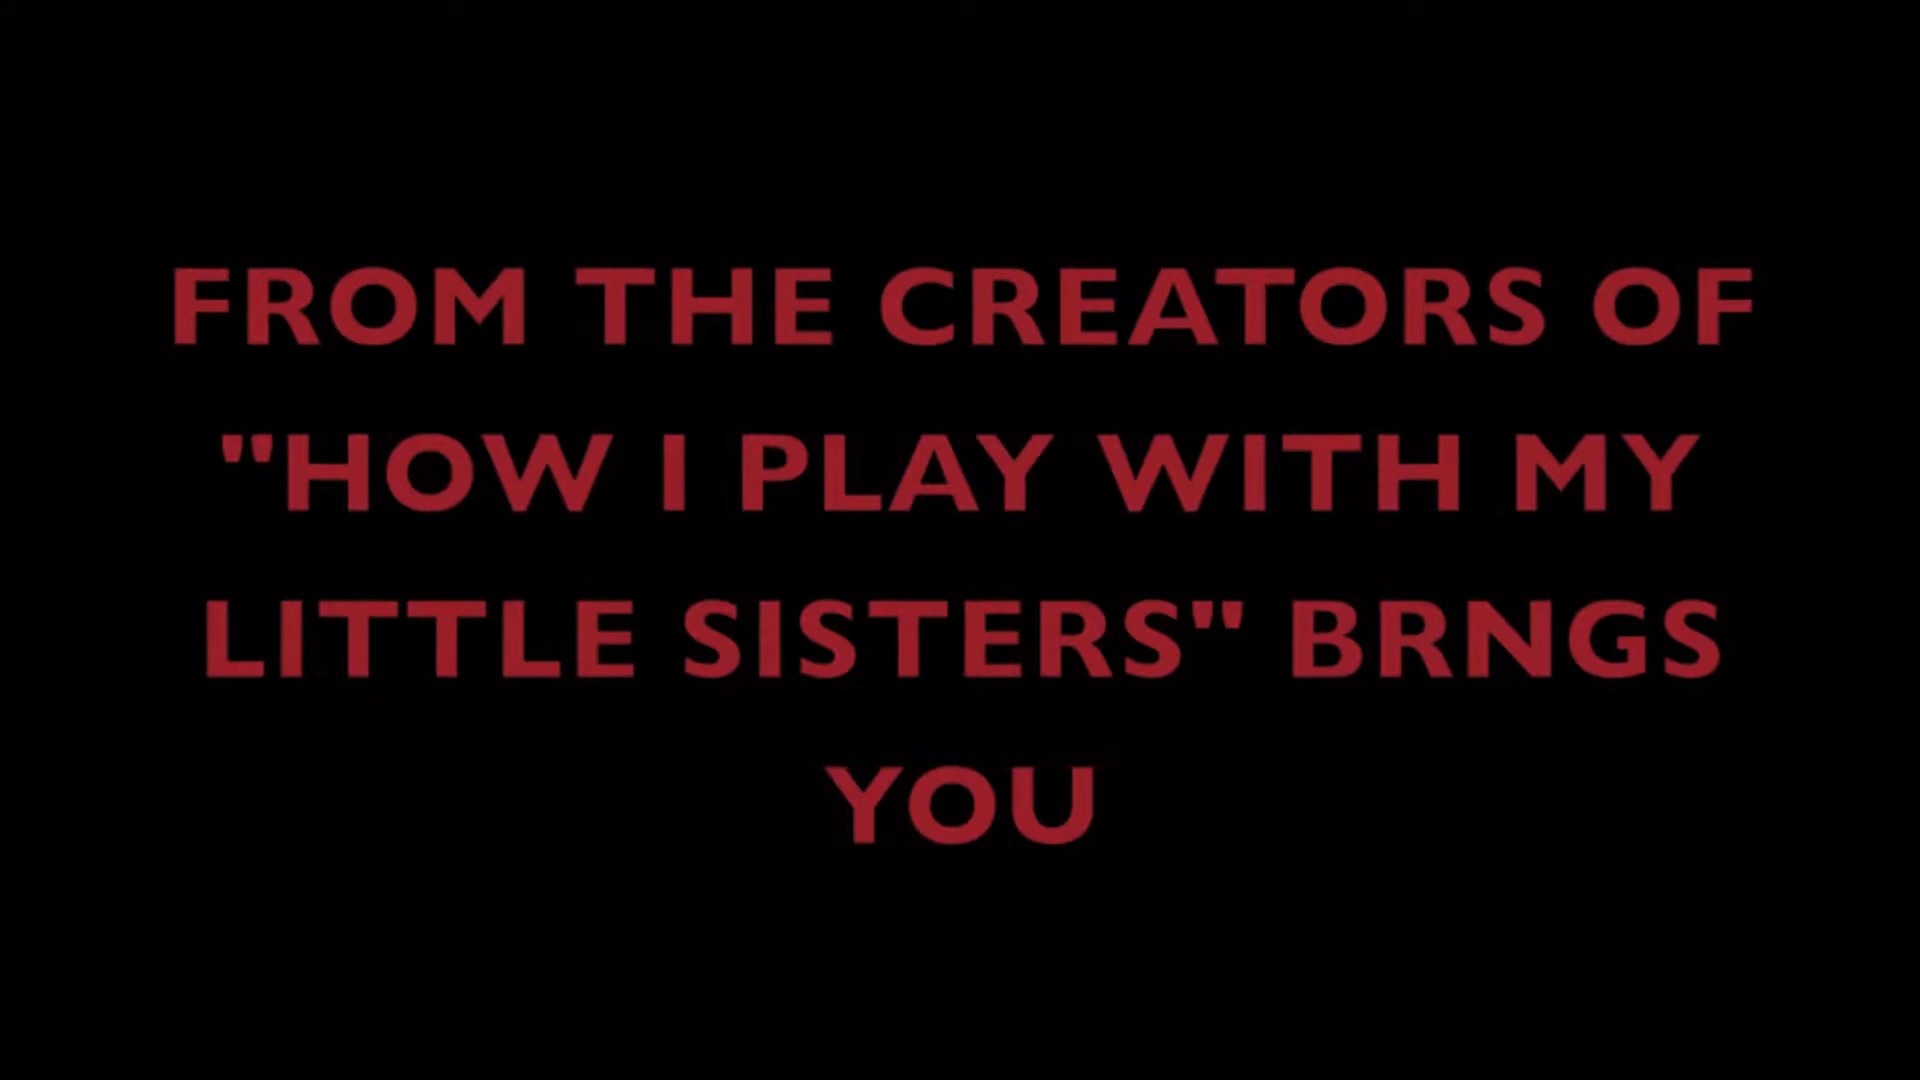 FROM THE CREATORS OF
"HOW I PLAY WITH MY
LITTLE SISTERS" BRNGS
YOU